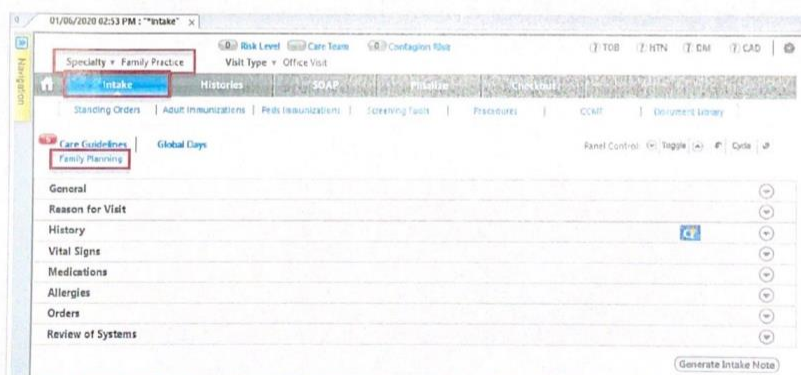 01/06/2020 02:53 PM : "*Intake" x
Navigation
0 Risk Level Care Team 0 Contagion Risk
TOB HTN DM CAD
Specialty Family Practice Visit Type Office Visit
Intake Histories SOAP Finalize Checkout
Standing Orders | Adult Immunizations | Peds Immunizations | Screening Tools | Procedures | CCMT | Document Library
Care Guidelines | Global Days
Panel Control: Toggle Cycle
Family Planning
General
Reason for Visit
History
Vital Signs
Medications
Allergies
Orders
Review of Systems
Generate Intake Note